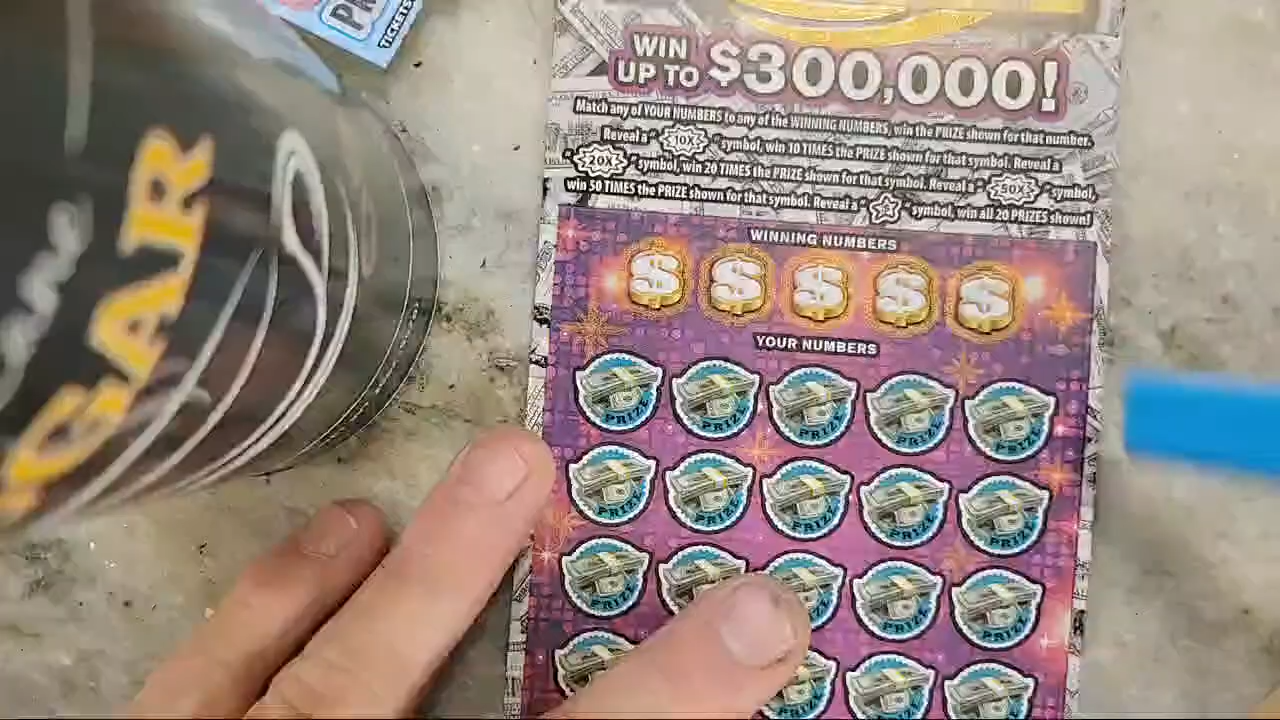 TICKETS
GAR
WIN UP TO $300,000!
Match any of YOUR NUMBERS to any of the WINNING NUMBERS, win the PRIZE shown for that number.
Reveal a "10X" symbol, win 10 TIMES the PRIZE shown for that symbol. Reveal a
"20X" symbol, win 20 TIMES the PRIZE shown for that symbol. Reveal a "50X" symbol,
win 50 TIMES the PRIZE shown for that symbol. Reveal a " " symbol, win all 20 PRIZES shown!
WINNING NUMBERS
$ $ $ $ $
YOUR NUMBERS
PRIZE PRIZE PRIZE PRIZE PRIZE
PRIZE PRIZE PRIZE PRIZE PRIZE
PRIZE PRIZE PRIZE PRIZE
PRIZE PRIZE PRIZE